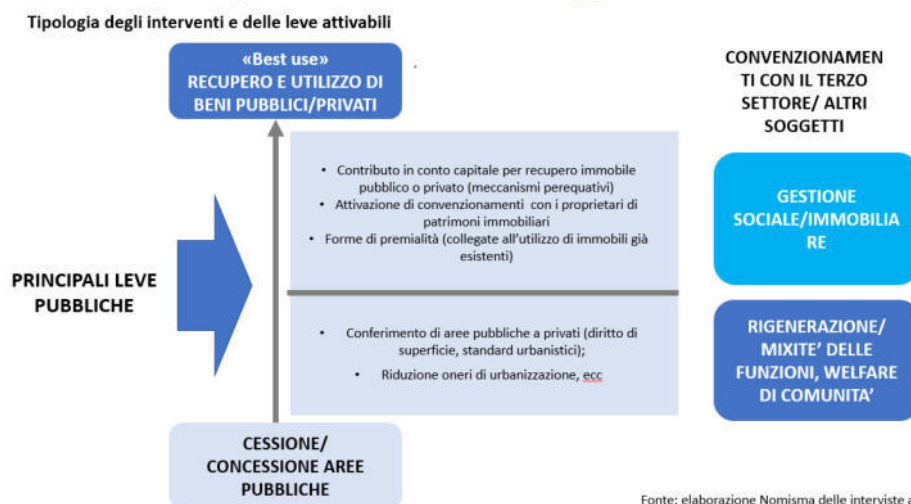 Tipologia degli interventi e delle leve attivabili
«Best use»
RECUPERO E UTILIZZO DI
BENI PUBBLICI/PRIVATI
CONVENZIONAMEN
TI CON IL TERZO
SETTORE/ ALTRI
SOGGETTI
• Contributo in conto capitale per recupero immobile
pubblico o privato (meccanismi perequativi)
• Attivazione di convenzionamenti con i proprietari di
patrimoni immobiliari
• Forme di premialità (collegate all'utilizzo di immobili già
esistenti)
GESTIONE
SOCIALE/IMMOBILIA
RE
PRINCIPALI LEVE
PUBBLICHE
• Conferimento di aree pubbliche a privati (diritto di
superficie, standard urbanistici);
• Riduzione oneri di urbanizzazione, ecc
RIGENERAZIONE/
MIXITE' DELLE
FUNZIONI, WELFARE
DI COMUNITA'
CESSIONE/
CONCESSIONE AREE
PUBBLICHE
Fonte: elaborazione Nomisma delle interviste a